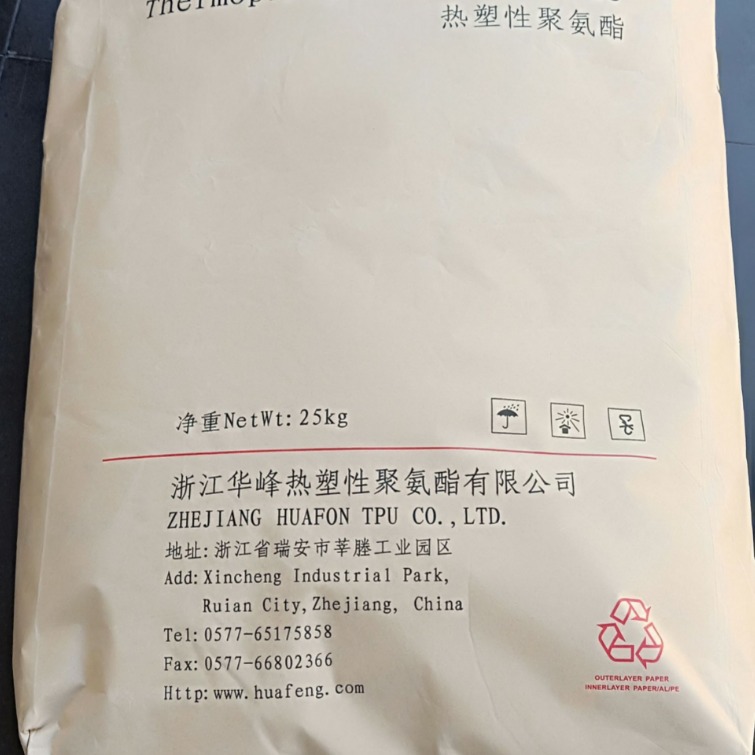 热塑性聚氨酯
净重NetWt: 25kg
浙江华峰热塑性聚氨酯有限公司
ZHEJIANG HUAFON TPU CO.,LTD.
地址: 浙江省瑞安市莘塍工业园区
Add: Xincheng Industrial Park,
Ruian City, Zhejiang, China
Tel: 0577-65175858
Fax: 0577-66802366
Http: www.huafeng.com
OUTERLAYER PAPER
INNERLAYER PAPER/AL/PE